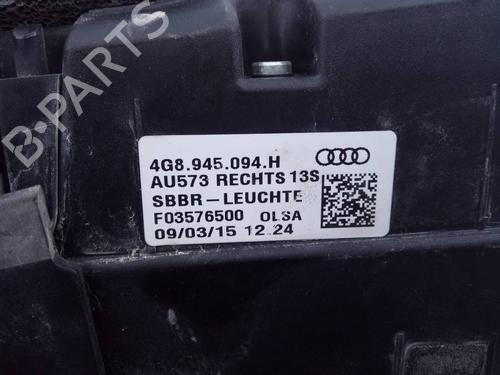 B-PARTS
4G8.945.094.H
AU573 RECHTS 13S
SBBR-LEUCHTE
F03576500 OLSA
09/03/15 12.24